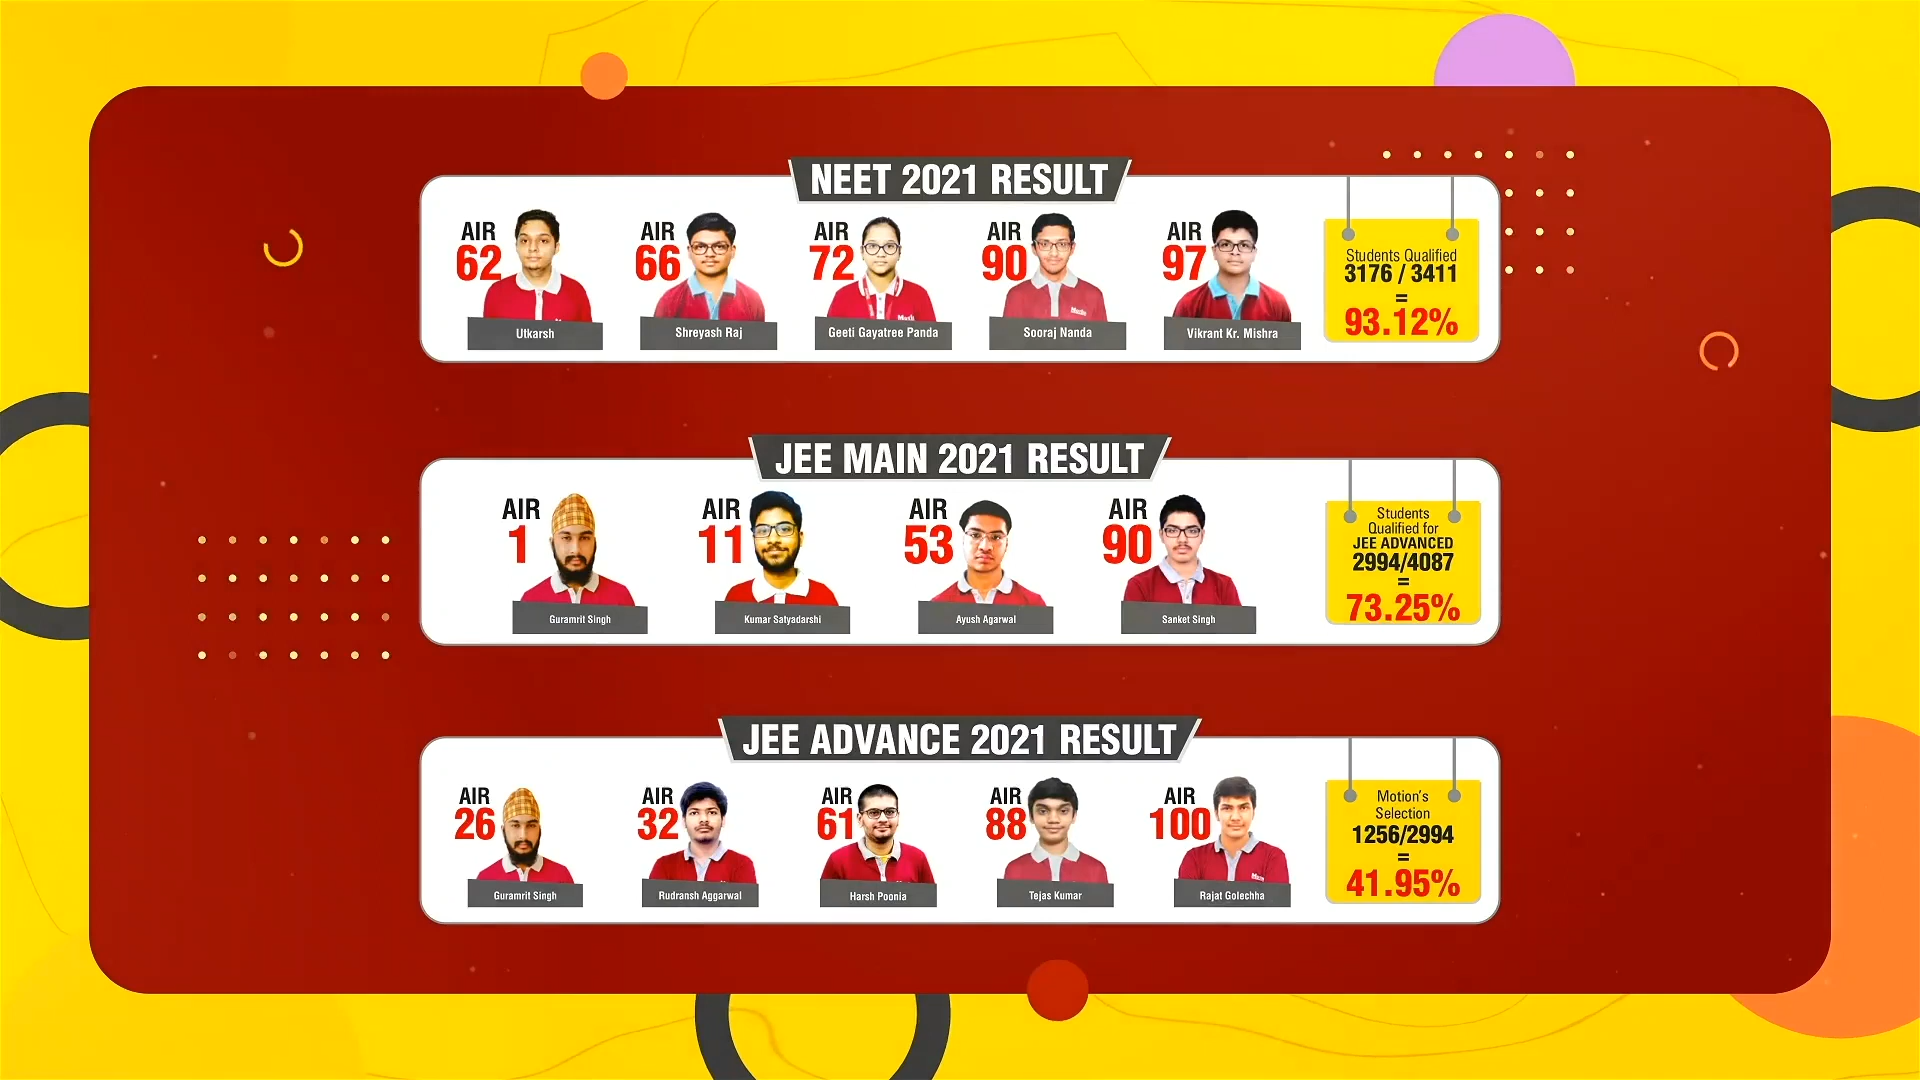 NEET 2021 RESULT
AIR
62
Utkarsh
AIR
66
Shreyash Raj
AIR
72
Geeti Gayatree Panda
AIR
90
Sooraj Nanda
AIR
97
Vikrant Kr. Mishra
Students Qualified
3176 / 3411
=
93.12%
JEE MAIN 2021 RESULT
AIR
1
Guramrit Singh
AIR
11
Kumar Satyadarshi
AIR
53
Ayush Agarwal
AIR
90
Sanket Singh
Students
Qualified for
JEE ADVANCED
2994/4087
=
73.25%
JEE ADVANCE 2021 RESULT
AIR
26
Guramrit Singh
AIR
32
Rudransh Aggarwal
AIR
61
Harsh Poonia
AIR
88
Tejas Kumar
AIR
100
Rajat Golechha
Motion's
Selection
1256/2994
=
41.95%